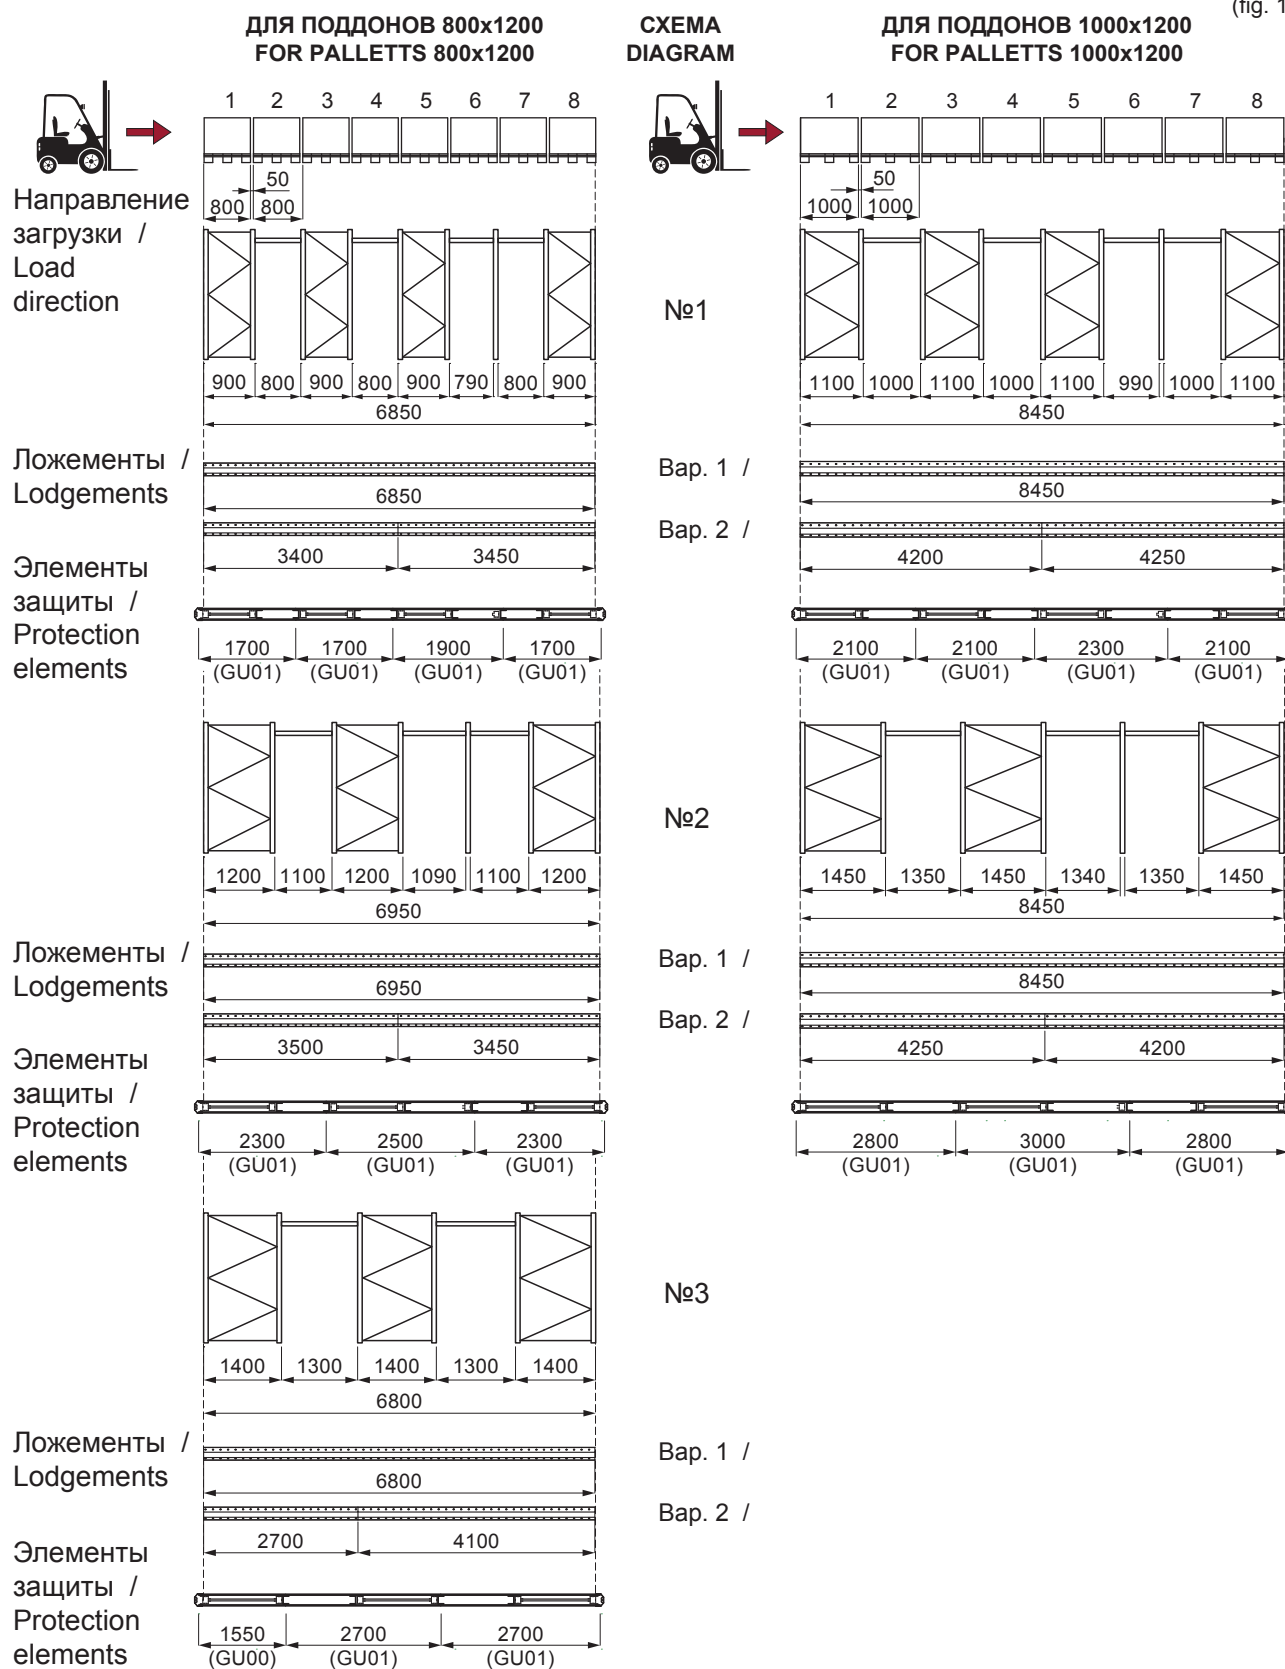 (fig. 1
ДЛЯ ПОДДОНОВ 800х1200
FOR PALLETTS 800x1200
СХЕМА
DIAGRAM
ДЛЯ ПОДДОНОВ 1000х1200
FOR PALLETTS 1000x1200
1 2 3 4 5 6 7 8
1 2 3 4 5 6 7 8
Направление
загрузки /
Load
direction
50
800 800
50
1000 1000
№1
900 800 900 800 900 790 800 900
6850
1100 1000 1100 1000 1100 990 1000 1100
8450
Ложементы /
Lodgements
6850
Вар. 1 /
8450
3400 3450
Вар. 2 /
4200 4250
Элементы
защиты /
Protection
elements
1700 1700 1900 1700
(GU01) (GU01) (GU01) (GU01)
2100 2100 2300 2100
(GU01) (GU01) (GU01) (GU01)
№2
1200 1100 1200 1090 1100 1200
6950
1450 1350 1450 1340 1350 1450
8450
Ложементы /
Lodgements
6950
Вар. 1 /
8450
3500 3450
Вар. 2 /
4250 4200
Элементы
защиты /
Protection
elements
2300 2500 2300
(GU01) (GU01) (GU01)
2800 3000 2800
(GU01) (GU01) (GU01)
№3
1400 1300 1400 1300 1400
6800
Ложементы /
Lodgements
6800
Вар. 1 /
2700 4100
Вар. 2 /
Элементы
защиты /
Protection
elements
1550 2700 2700
(GU00) (GU01) (GU01)